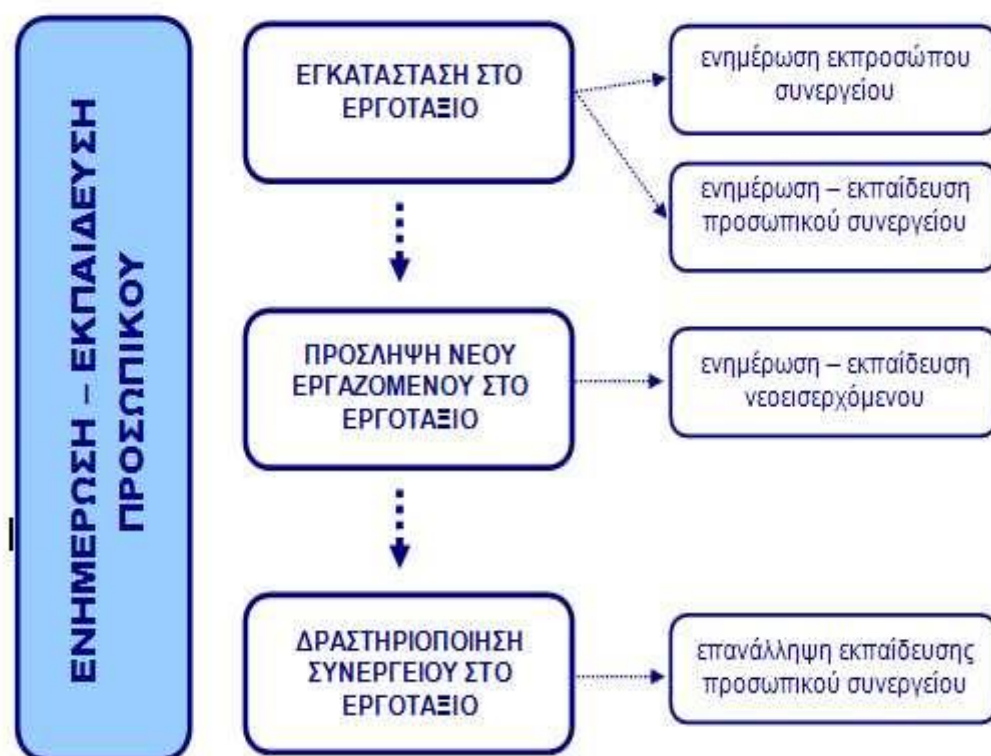 ΕΝΗΜΕΡΩΣΗ – ΕΚΠΑΙΔΕΥΣΗ
ΠΡΟΣΩΠΙΚΟΥ
ΕΓΚΑΤΑΣΤΑΣΗ ΣΤΟ
ΕΡΓΟΤΑΞΙΟ
ενημέρωση εκπροσώπου
συνεργείου
ενημέρωση – εκπαίδευση
προσωπικού συνεργείου
ΠΡΟΣΛΗΨΗ ΝΕΟΥ
ΕΡΓΑΖΟΜΕΝΟΥ ΣΤΟ
ΕΡΓΟΤΑΞΙΟ
ενημέρωση – εκπαίδευση
νεοεισερχόμενου
ΔΡΑΣΤΗΡΙΟΠΟΙΗΣΗ
ΣΥΝΕΡΓΕΙΟΥ ΣΤΟ
ΕΡΓΟΤΑΞΙΟ
επανάλληψη εκπαίδευσης
προσωπικού συνεργείου